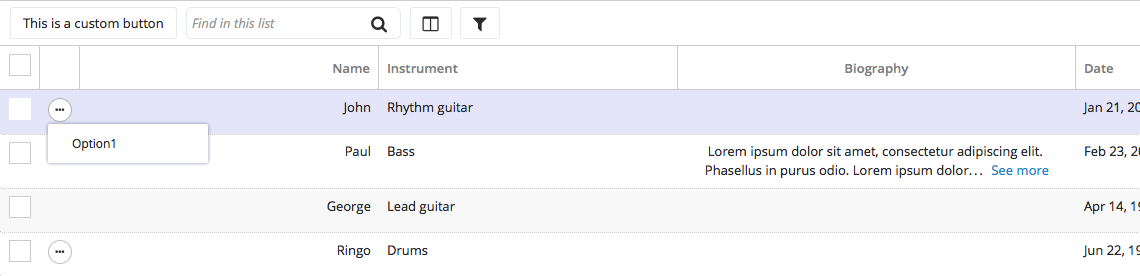 This is a custom button
Find in this list
Name Instrument Biography Date
John Rhythm guitar Jan 21, 20
Option1
Paul Bass Lorem ipsum dolor sit amet, consectetur adipiscing elit. Feb 23, 20
Phasellus in purus odio. Lorem ipsum dolor... See more
George Lead guitar Apr 14, 19
Ringo Drums Jun 22, 19